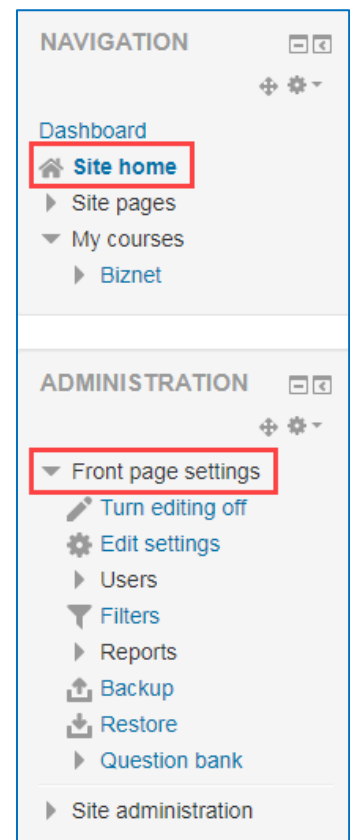 NAVIGATION
Dashboard
Site home
Site pages
My courses
Biznet
ADMINISTRATION
Front page settings
Turn editing off
Edit settings
Users
Filters
Reports
Backup
Restore
Question bank
Site administration